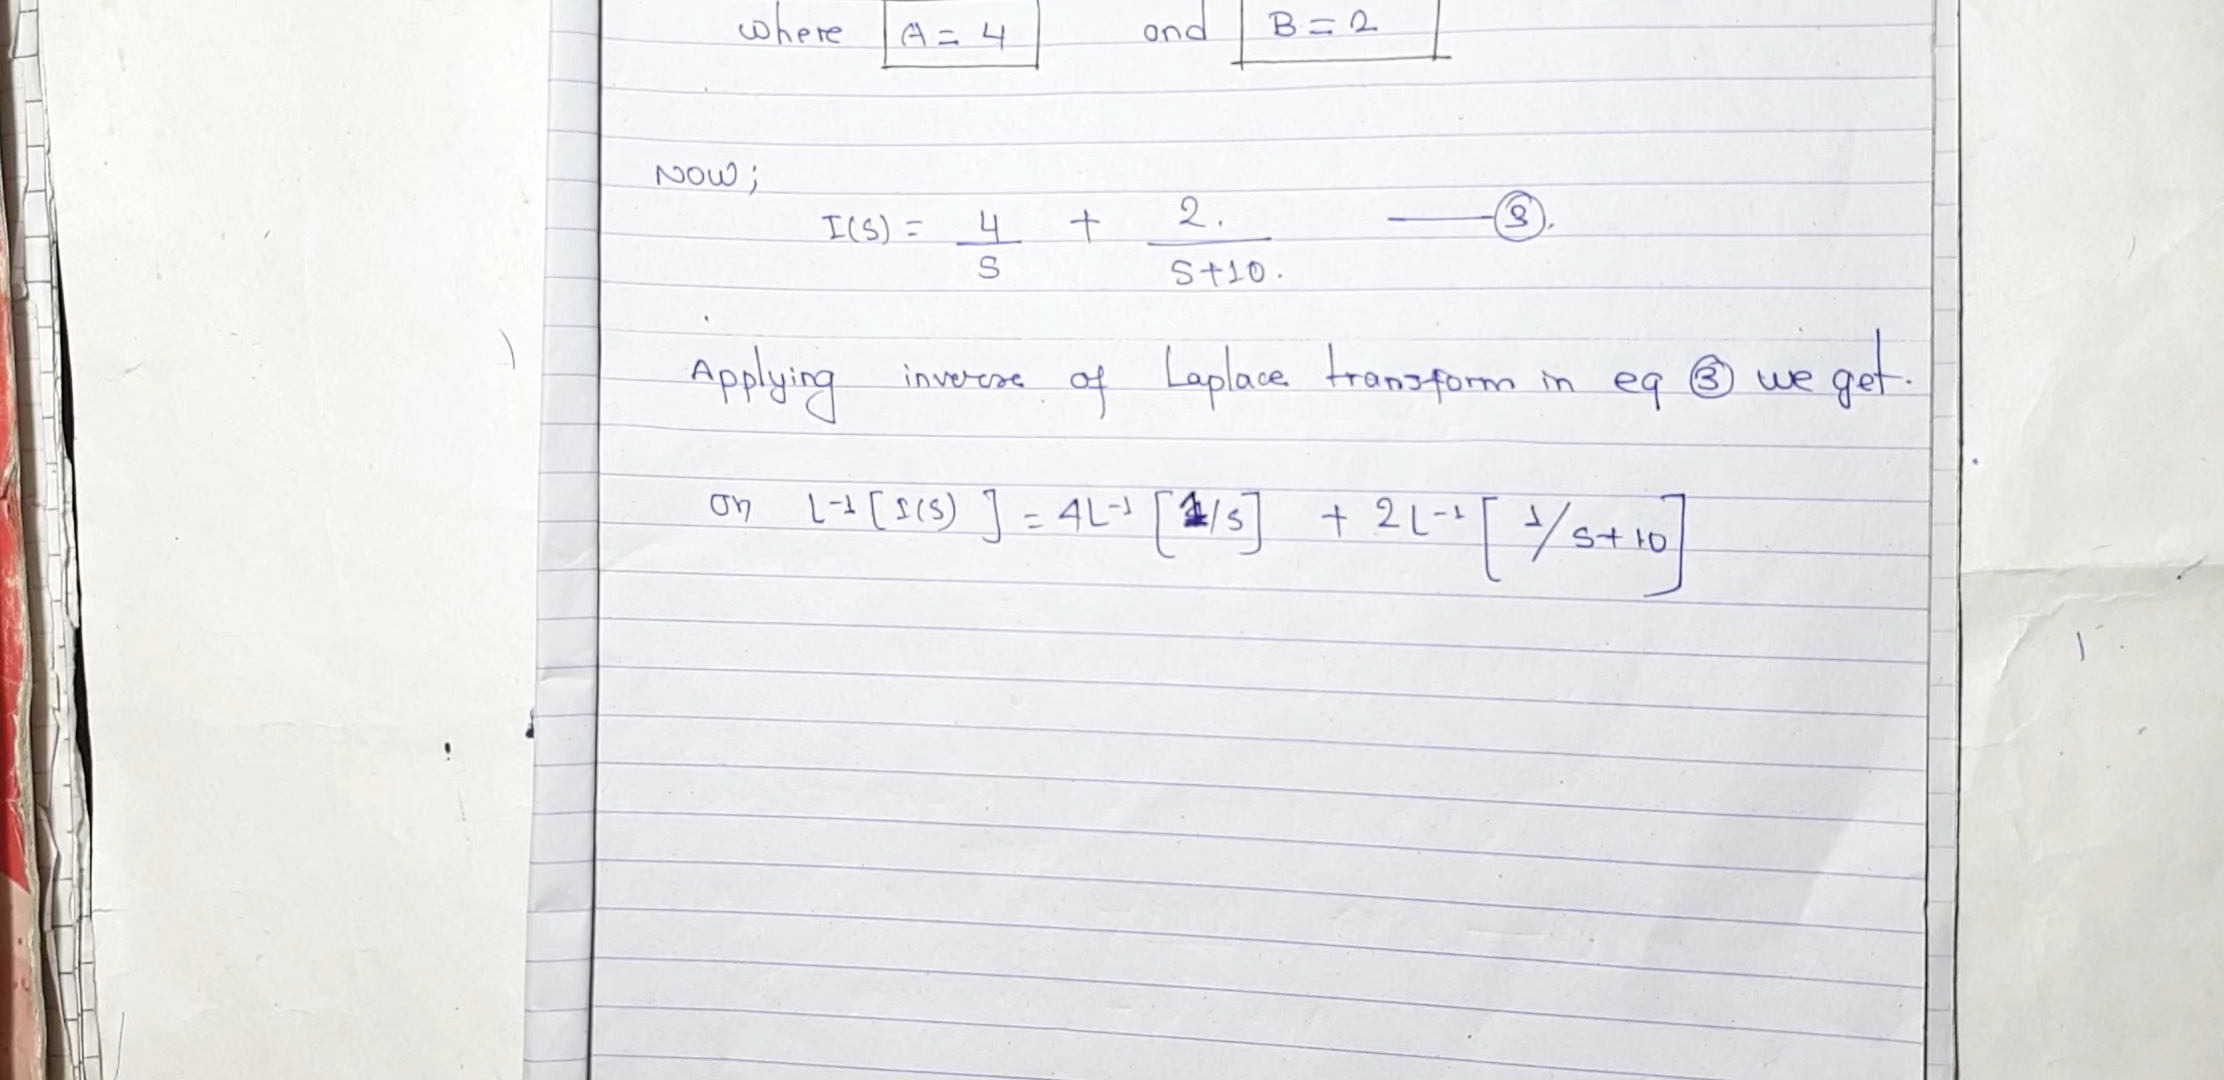 where A = 4 and B = 2
NOW;
I(S) = 4/S + 2./S+10. —③.
Applying inverse of Laplace transform in eq ③ we get.
or L-1 [I(S)] = 4L-1 [1/s] + 2L-1 [1/s+10]